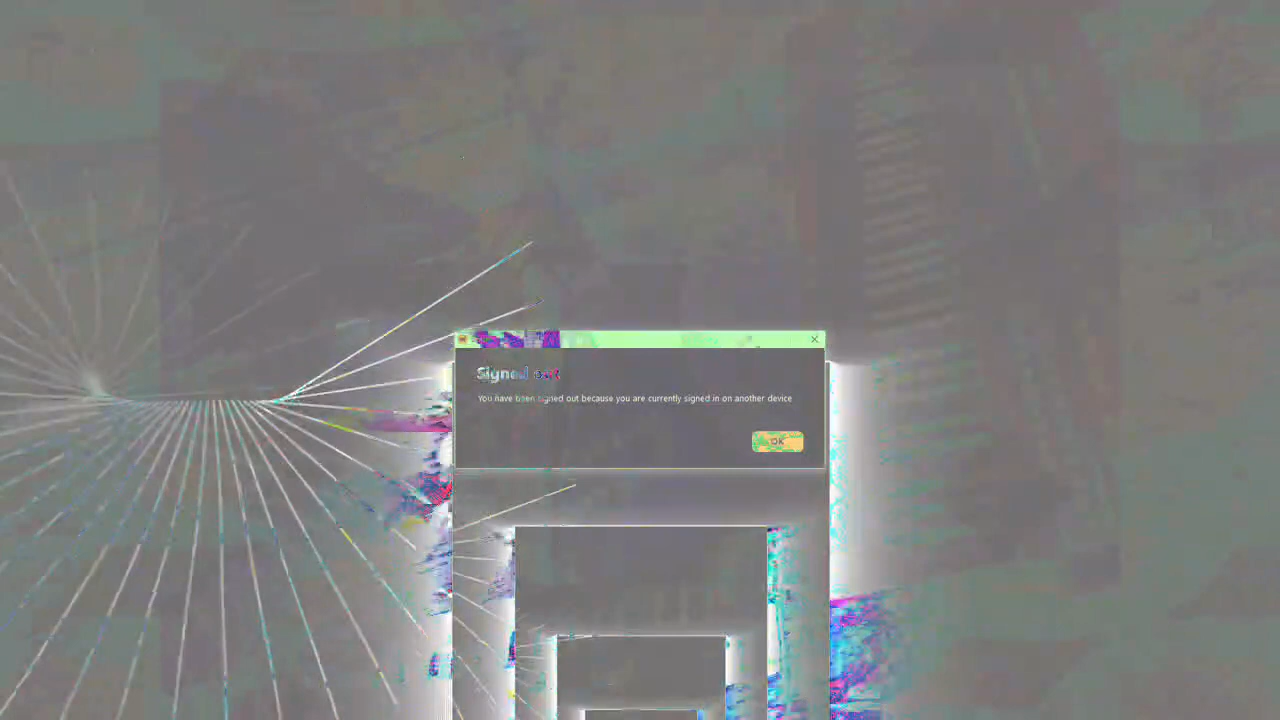 Signed out
You have been signed out because you are currently signed in on another device
OK